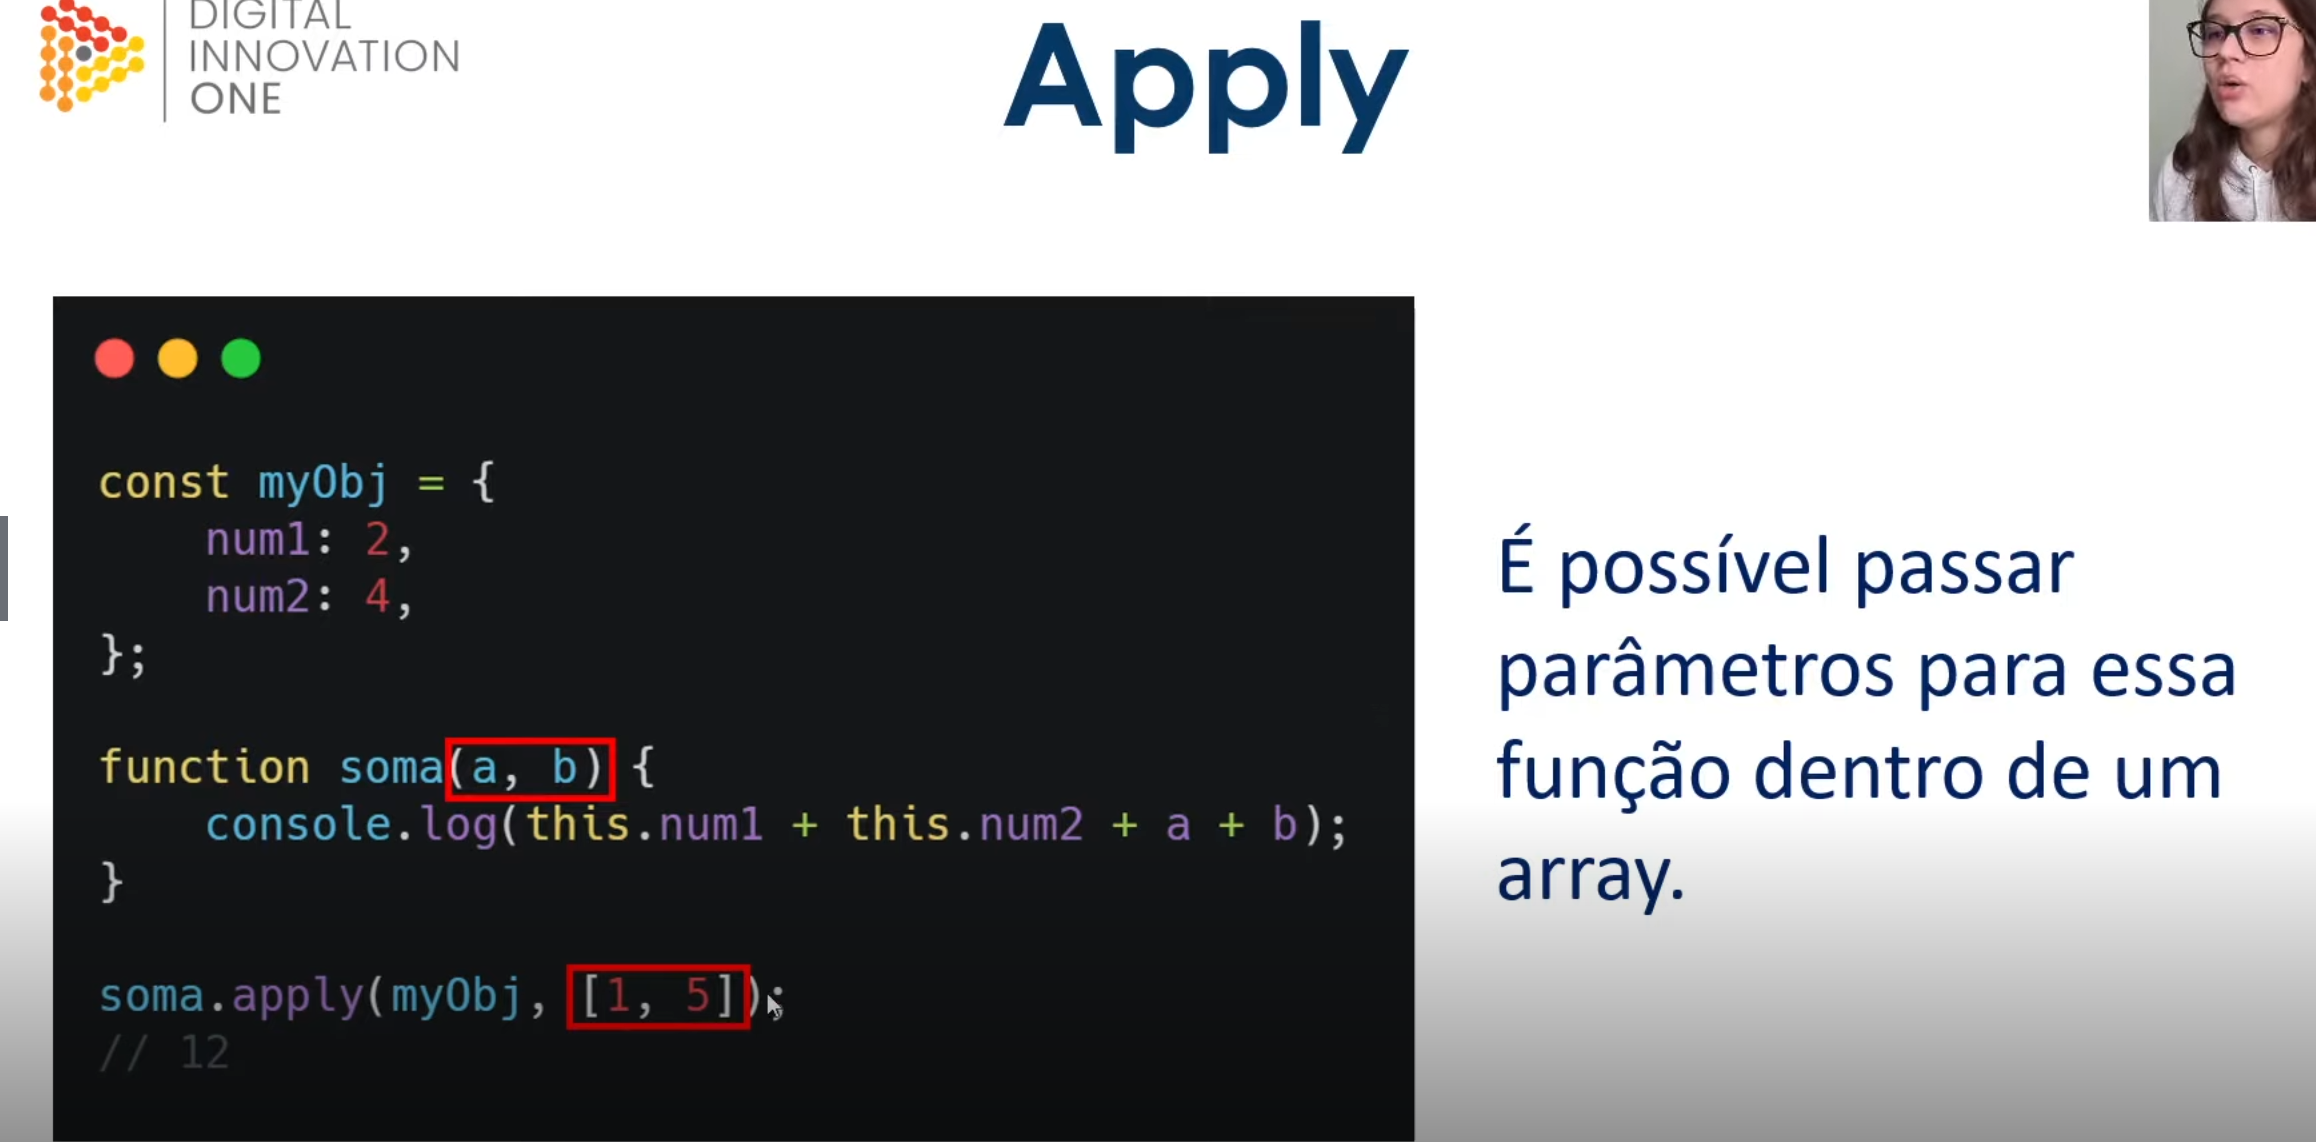 DIGITAL
INNOVATION
ONE
Apply
const myObj = {
    num1: 2,
    num2: 4,
};
function soma(a, b) {
    console.log(this.num1 + this.num2 + a + b);
}
soma.apply(myObj, [1, 5]);
// 12
É possível passar
parâmetros para essa
função dentro de um
array.